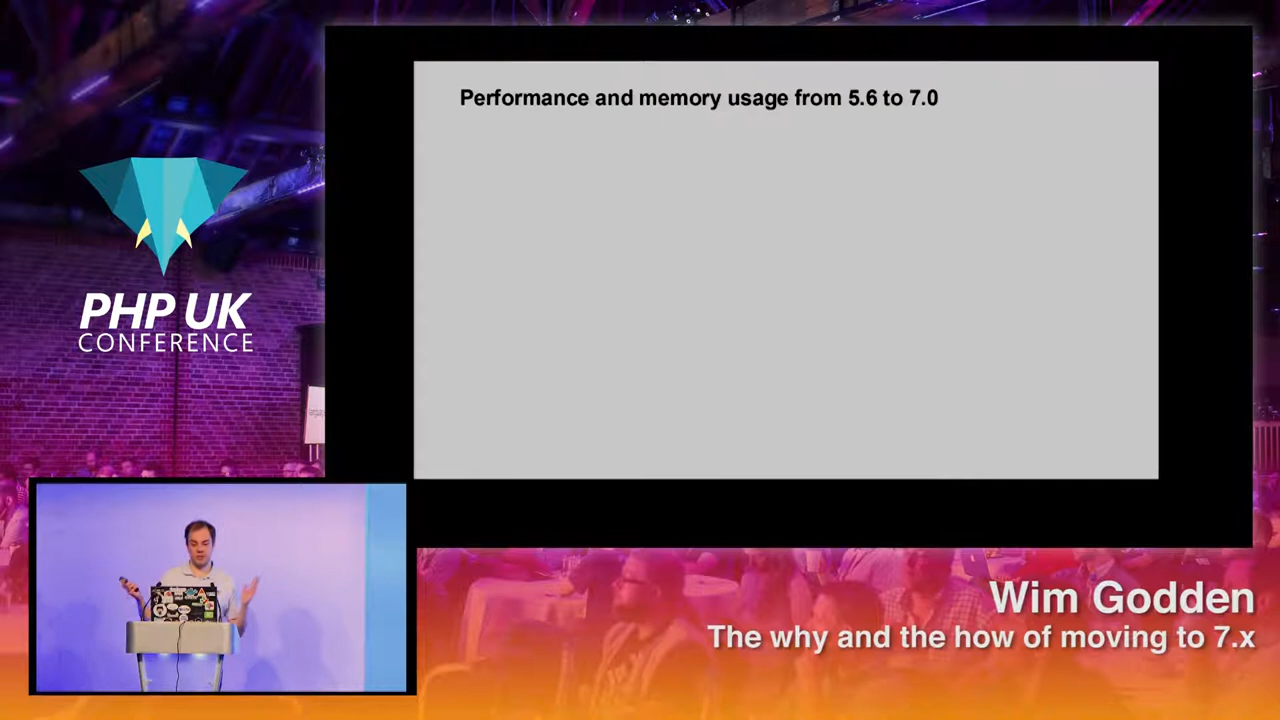 Performance and memory usage from 5.6 to 7.0
PHP UK
CONFERENCE
Wim Godden
The why and the how of moving to 7.x